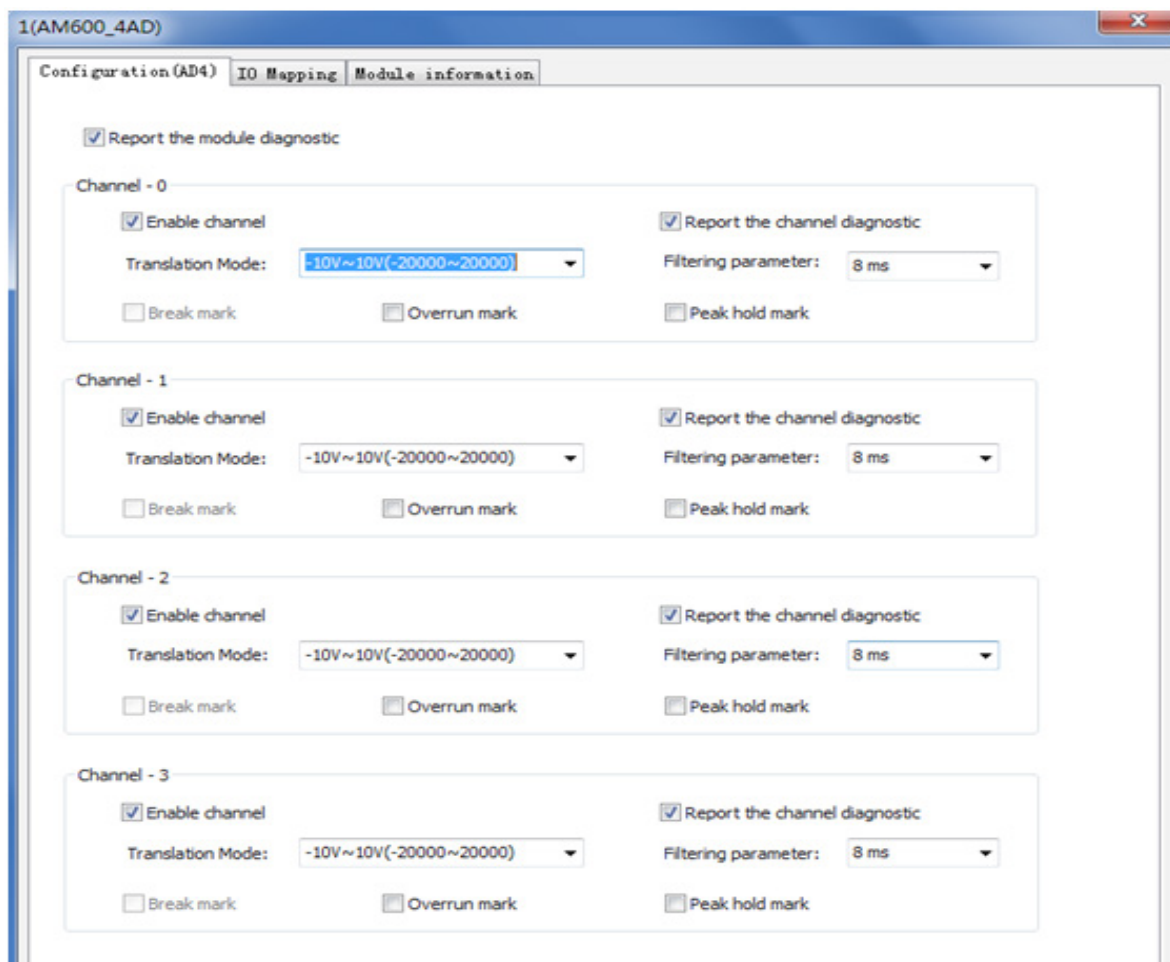 1(AM600_4AD)
Configuration(AD4) IO Mapping Module information
Report the module diagnostic
Channel - 0
Enable channel Report the channel diagnostic
Translation Mode: -10V~10V(-20000~20000) Filtering parameter: 8 ms
Break mark Overrun mark Peak hold mark
Channel - 1
Enable channel Report the channel diagnostic
Translation Mode: -10V~10V(-20000~20000) Filtering parameter: 8 ms
Break mark Overrun mark Peak hold mark
Channel - 2
Enable channel Report the channel diagnostic
Translation Mode: -10V~10V(-20000~20000) Filtering parameter: 8 ms
Break mark Overrun mark Peak hold mark
Channel - 3
Enable channel Report the channel diagnostic
Translation Mode: -10V~10V(-20000~20000) Filtering parameter: 8 ms
Break mark Overrun mark Peak hold mark